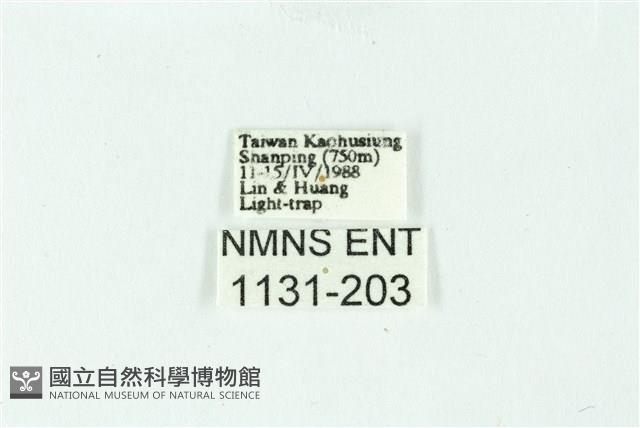 Taiwan Kaohusiung
Shanping (750m)
11-15/IV/1988
Lin & Huang
Light-trap
NMNS ENT
1131-203
國立自然科學博物館
NATIONAL MUSEUM OF NATURAL SCIENCE